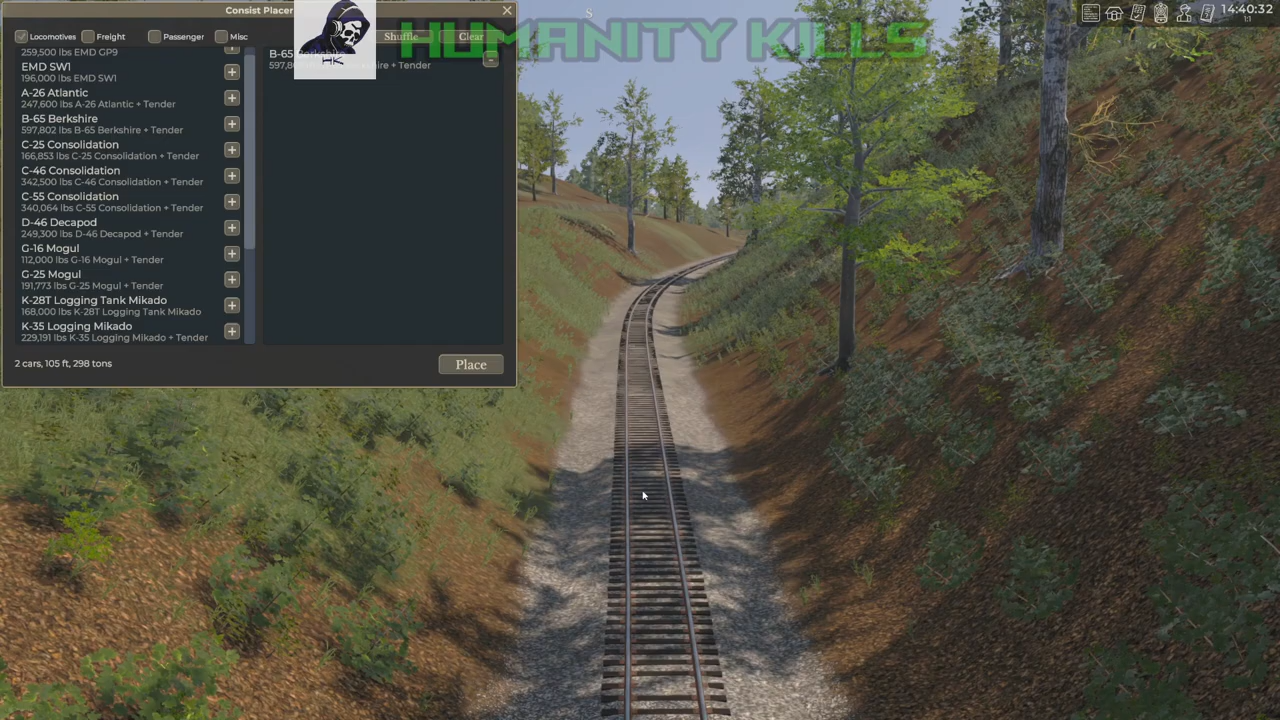 Consist Placer
S
14:40:32
1:1
Locomotives
Freight
Passenger
Misc
Shuffle
Clear
HUMANITY KILLS
HK
259,500 lbs EMD GP9
EMD SW1
196,000 lbs EMD SW1
A-26 Atlantic
247,600 lbs A-26 Atlantic + Tender
B-65 Berkshire
597,802 lbs B-65 Berkshire + Tender
C-25 Consolidation
166,853 lbs C-25 Consolidation + Tender
C-46 Consolidation
342,500 lbs C-46 Consolidation + Tender
C-55 Consolidation
340,064 lbs C-55 Consolidation + Tender
D-46 Decapod
249,300 lbs D-46 Decapod + Tender
G-16 Mogul
112,000 lbs G-16 Mogul + Tender
G-25 Mogul
191,773 lbs G-25 Mogul + Tender
K-28T Logging Tank Mikado
168,000 lbs K-28T Logging Tank Mikado
K-35 Logging Mikado
229,191 lbs K-35 Logging Mikado + Tender
B-65 Berkshire
+ Tender
2 cars, 105 ft, 298 tons
Place